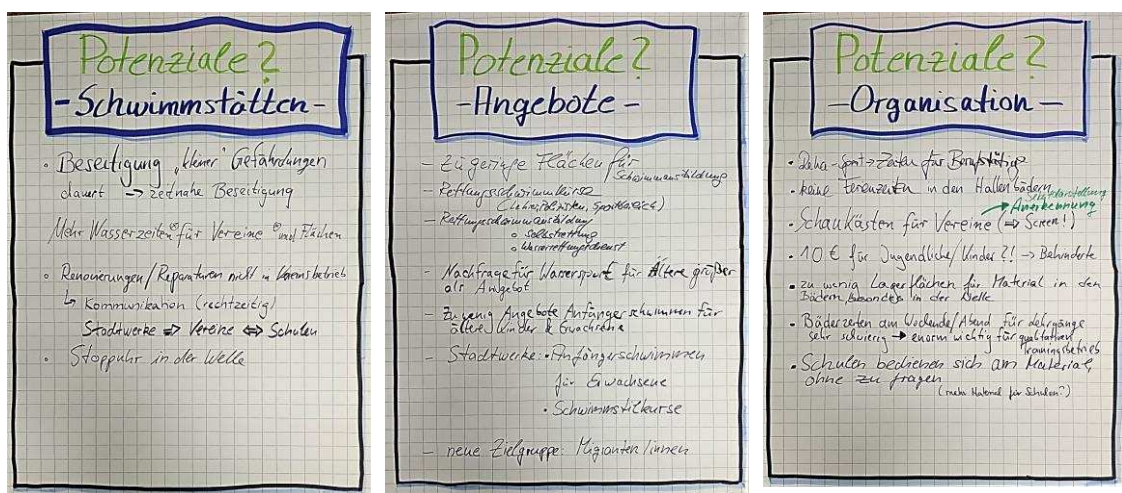 Potenziale?
- Schwimmstätten -
• Beseitigung "kleiner" Gefährdungen
dauert → zeitnahe Beseitigung
Mehr Wasserzeiten für Vereine und Flächen
• Renovierungen/Reparaturen nicht in Vereinsbetrieb
↳ Kommunikation (rechtzeitig)
Stadtwerke ⇒ Vereine ⇔ Schulen
• Stoppuhr in der Welle
Potenziale?
- Angebote -
- Zu geringe Flächen für
Schwimmausbildung
- Rettungsschwimmkurse
(Lehrer, Polizisten, Sportbereich)
- Rettungsschwimmausbildung
o Selbstrettung
o Wasserrettungsdienst
- Nachfrage für Wassersport für Ältere größer
als Angebot
- Zu wenig Angebote Anfängerschwimmen für
ältere Kinder & Erwachsene
- Stadtwerke: • Anfängerschwimmen
für Erwachsene
• Schwimmstilkurse
- neue Zielgruppe: Migranten/innen
Potenziale?
- Organisation -
• Reha-Sport → Zeiten für Berufstätige
• keine Ferienzeiten in den Hallenbädern
Anerkennung
• Schaukästen für Vereine (⇒ Screen!)
• 10 € für Jugendliche/Kinder?! → Behinderte
• zu wenig Lagerflächen für Material in den
Bädern, besonders in der Welle
• Bäderzeiten am Wochende/Abend für Lehrgänge
sehr schwierig → enorm wichtig für qualitativen
Trainingsbetrieb
• Schulen bedienen sich am Material,
ohne zu fragen
(mehr Material für Schulen?)